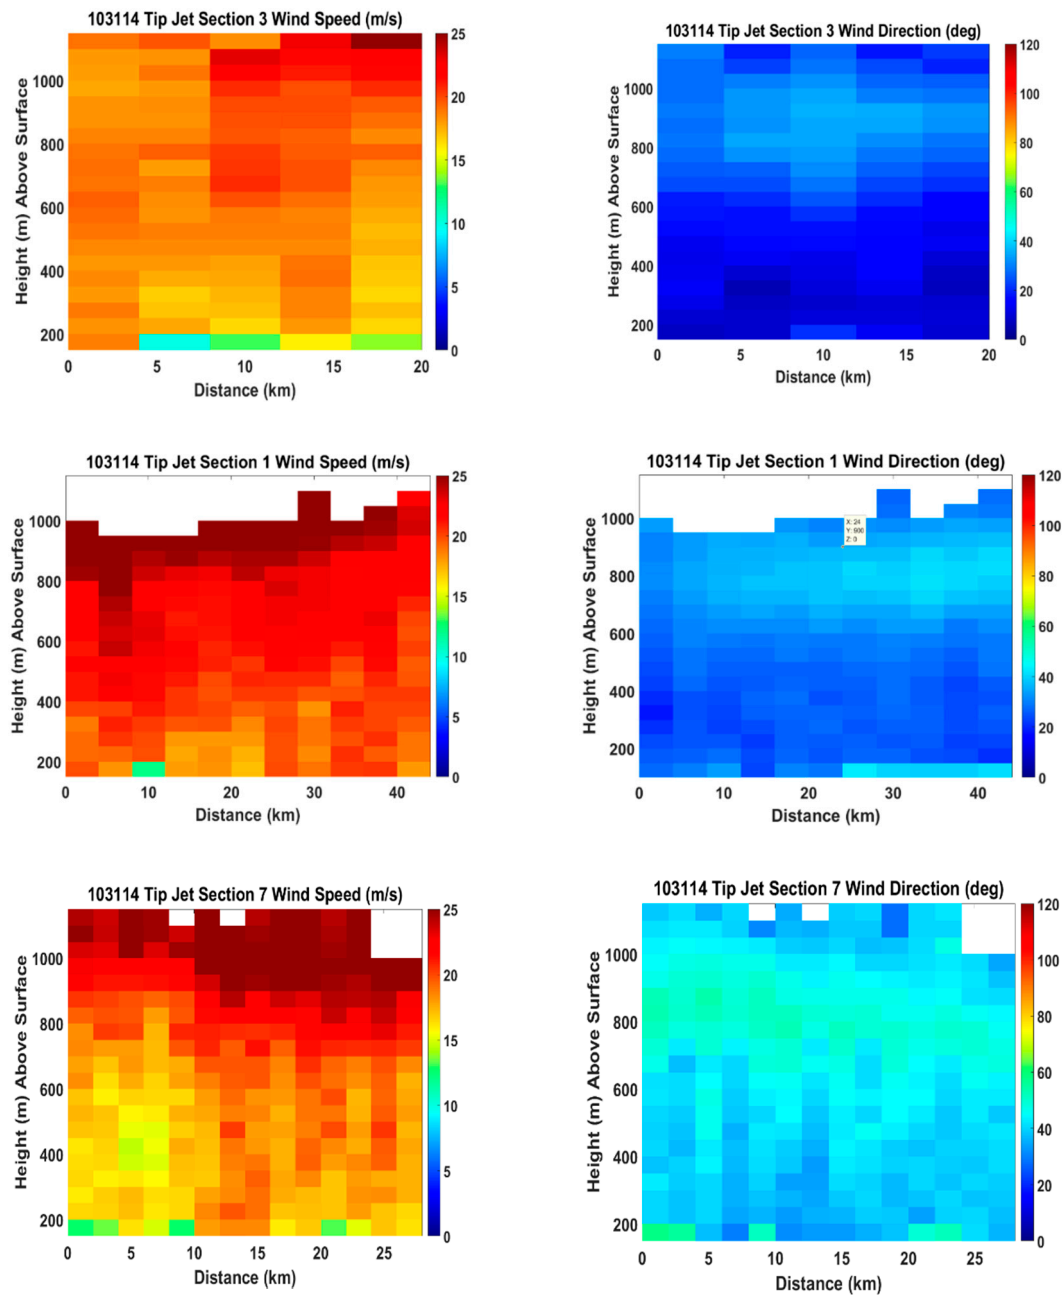 103114 Tip Jet Section 3 Wind Speed (m/s)
Height (m) Above Surface
1000
800
600
400
200
0 5 10 15 20
Distance (km)
25
20
15
10
5
0
103114 Tip Jet Section 3 Wind Direction (deg)
Height (m) Above Surface
1000
800
600
400
200
0 5 10 15 20
Distance (km)
120
100
80
60
40
20
0
103114 Tip Jet Section 1 Wind Speed (m/s)
Height (m) Above Surface
1000
800
600
400
200
0 10 20 30 40
Distance (km)
25
20
15
10
5
0
103114 Tip Jet Section 1 Wind Direction (deg)
Height (m) Above Surface
1000
800
600
400
200
0 10 20 30 40
Distance (km)
X: 24
Y: 900
Z: 0
120
100
80
60
40
20
0
103114 Tip Jet Section 7 Wind Speed (m/s)
Height (m) Above Surface
1000
800
600
400
200
0 5 10 15 20 25
Distance (km)
25
20
15
10
5
0
103114 Tip Jet Section 7 Wind Direction (deg)
Height (m) Above Surface
1000
800
600
400
200
0 5 10 15 20 25
Distance (km)
120
100
80
60
40
20
0